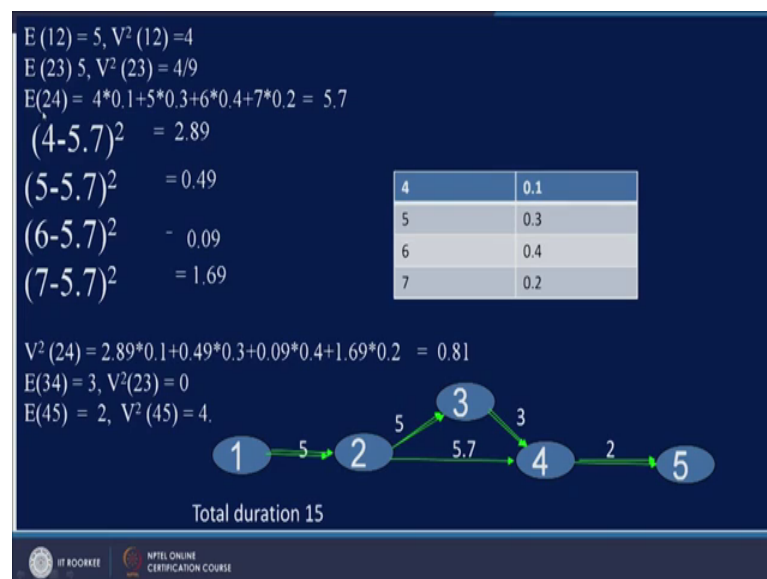 E (12) = 5, V² (12) =4
E (23) 5, V² (23) = 4/9
E(24) = 4*0.1+5*0.3+6*0.4+7*0.2 = 5.7
(4-5.7)² = 2.89
(5-5.7)² = 0.49
(6-5.7)² - 0.09
(7-5.7)² = 1.69
4 0.1
5 0.3
6 0.4
7 0.2
V² (24) = 2.89*0.1+0.49*0.3+0.09*0.4+1.69*0.2 = 0.81
E(34) = 3, V²(23) = 0
E(45) = 2, V² (45) = 4.
3
5 3
1 5 2 5.7 4 2 5
Total duration 15
IIT ROORKEE
NPTEL ONLINE
CERTIFICATION COURSE